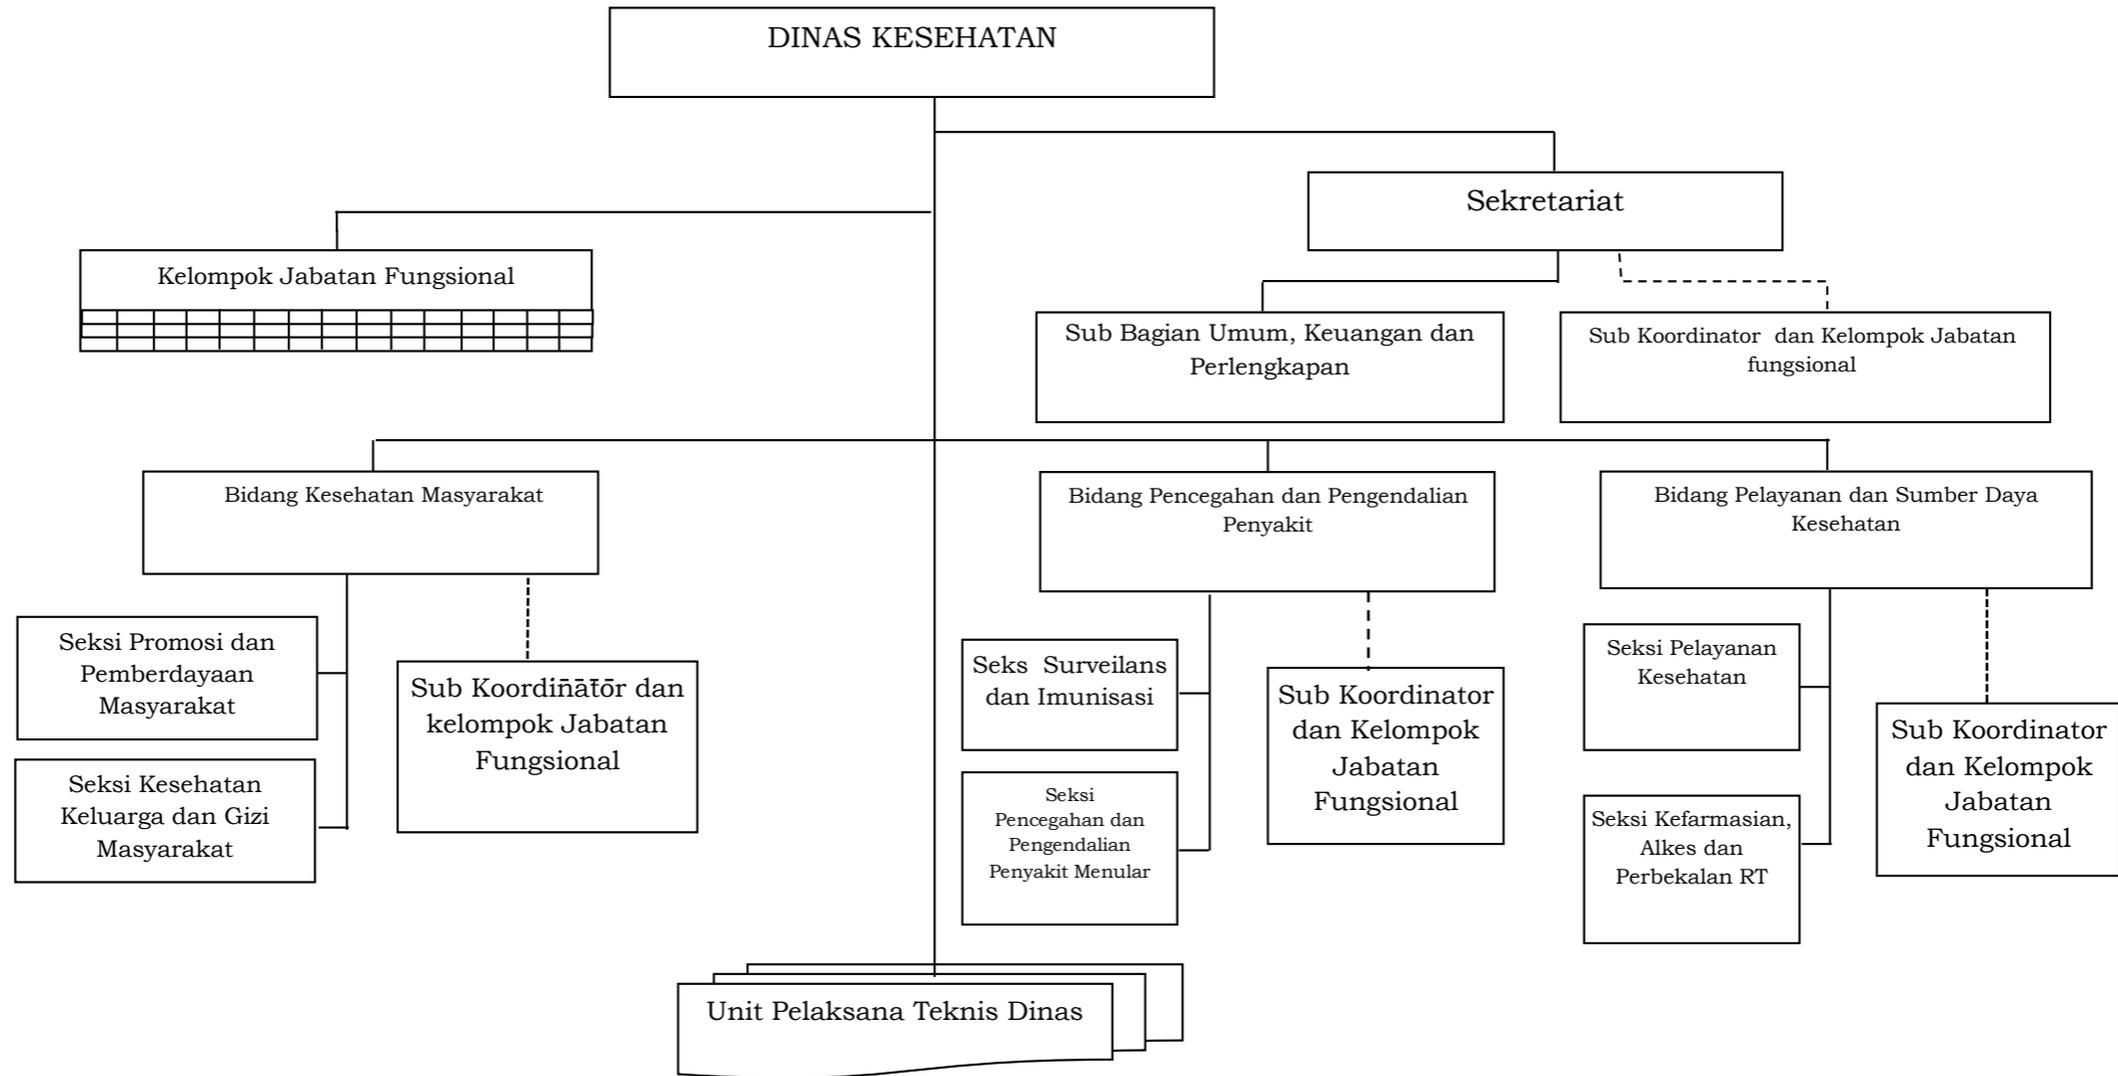 DINAS KESEHATAN
Sekretariat
Kelompok Jabatan Fungsional
Sub Bagian Umum, Keuangan dan
Perlengkapan
Sub Koordinator dan Kelompok Jabatan
fungsional
Bidang Kesehatan Masyarakat
Bidang Pencegahan dan Pengendalian
Penyakit
Bidang Pelayanan dan Sumber Daya
Kesehatan
Seksi Promosi dan
Pemberdayaan
Masyarakat
Sub Koordinator dan
kelompok Jabatan
Fungsional
Seksi Kesehatan
Keluarga dan Gizi
Masyarakat
Seks Surveilans
dan Imunisasi
Sub Koordinator
dan Kelompok
Jabatan
Fungsional
Seksi
Pencegahan dan
Pengendalian
Penyakit Menular
Seksi Pelayanan
Kesehatan
Sub Koordinator
dan Kelompok
Jabatan
Fungsional
Seksi Kefarmasian,
Alkes dan
Perbekalan RT
Unit Pelaksana Teknis Dinas